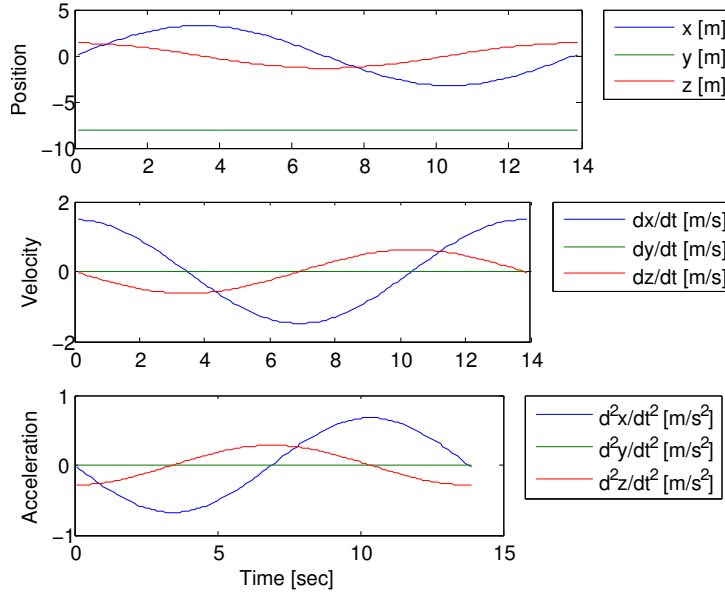 5
0
−5
−10
Position
0
2
4
6
8
10
12
14
x [m]
y [m]
z [m]
2
0
−2
Velocity
0
2
4
6
8
10
12
14
dx/dt [m/s]
dy/dt [m/s]
dz/dt [m/s]
1
0
−1
Acceleration
0
5
10
15
Time [sec]
d²x/dt² [m/s²]
d²y/dt² [m/s²]
d²z/dt² [m/s²]